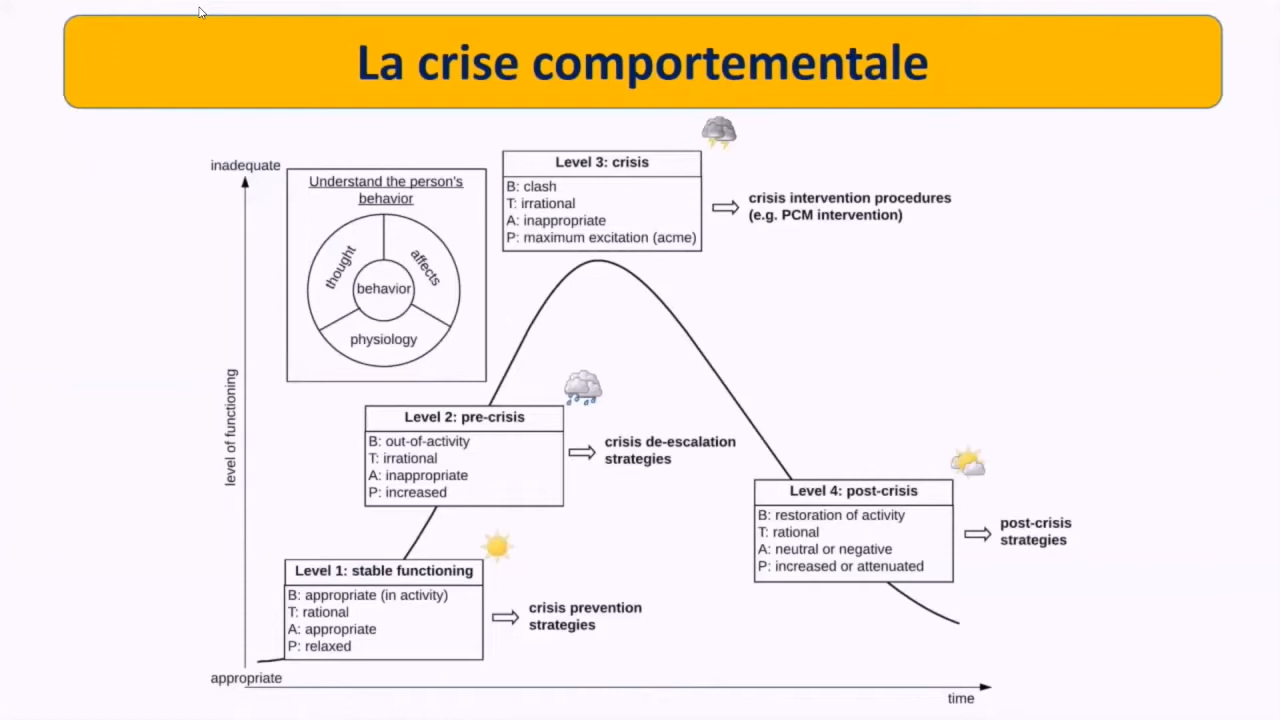 La crise comportementale
inadequate
Understand the person's
behavior
thought
affects
behavior
physiology
Level 3: crisis
B: clash
T: irrational
A: inappropriate
P: maximum excitation (acme)
crisis intervention procedures
(e.g. PCM intervention)
level of functioning
Level 2: pre-crisis
B: out-of-activity
T: irrational
A: inappropriate
P: increased
crisis de-escalation
strategies
Level 4: post-crisis
B: restoration of activity
T: rational
A: neutral or negative
P: increased or attenuated
post-crisis
strategies
Level 1: stable functioning
B: appropriate (in activity)
T: rational
A: appropriate
P: relaxed
crisis prevention
strategies
appropriate
time